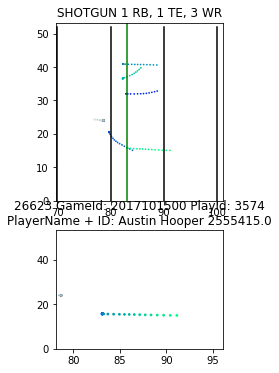 SHOTGUN 1 RB, 1 TE, 3 WR
50
40
30
20
10
0
70 80 90 100
26623 GameId: 2017101500 PlayId: 3574
PlayerName + ID: Austin Hooper 2555415.0
40
20
0
80 85 90 95